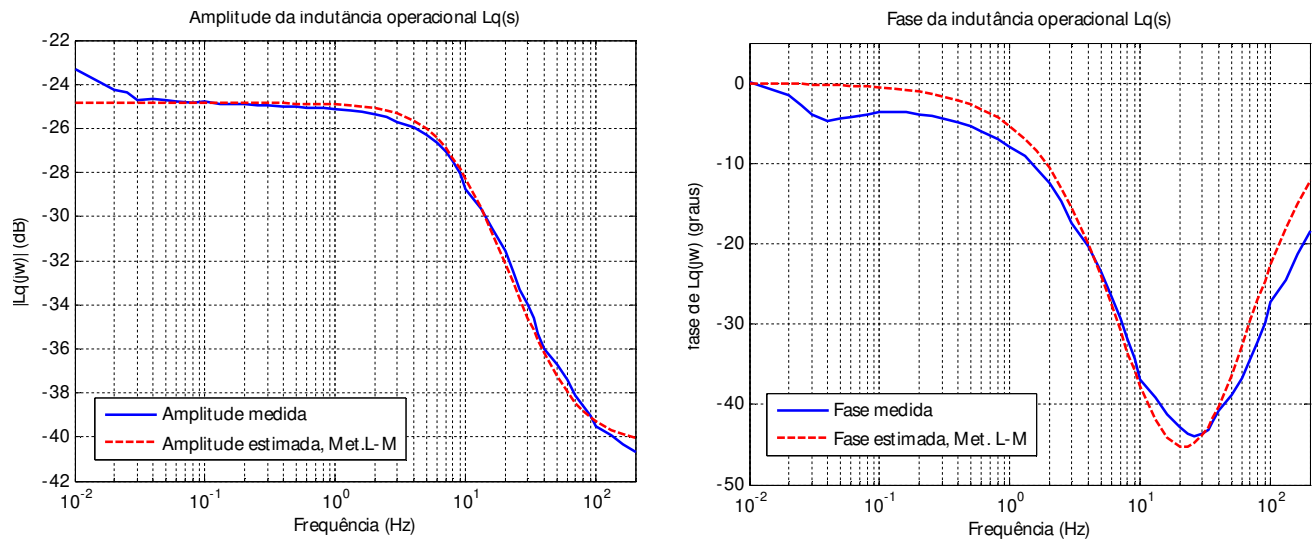 Amplitude da indutância operacional Lq(s)
-22
-24
-26
-28
-30
-32
-34
-36
-38
-40
-42
|Lq(jw)| (dB)
Amplitude medida
Amplitude estimada, Met.L-M
10^-2
10^-1
10^0
10^1
10^2
Frequência (Hz)
Fase da indutância operacional Lq(s)
0
-10
-20
-30
-40
-50
fase de Lq(jw) (graus)
Fase medida
Fase estimada, Met. L-M
10^-2
10^-1
10^0
10^1
10^2
Frequência (Hz)